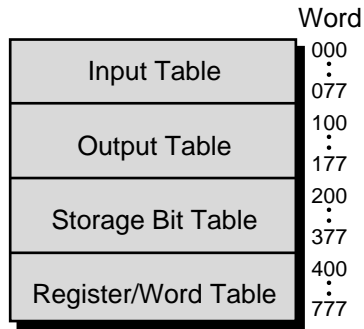 Word
Input Table
000
077
Output Table
100
177
Storage Bit Table
200
377
Register/Word Table
400
777